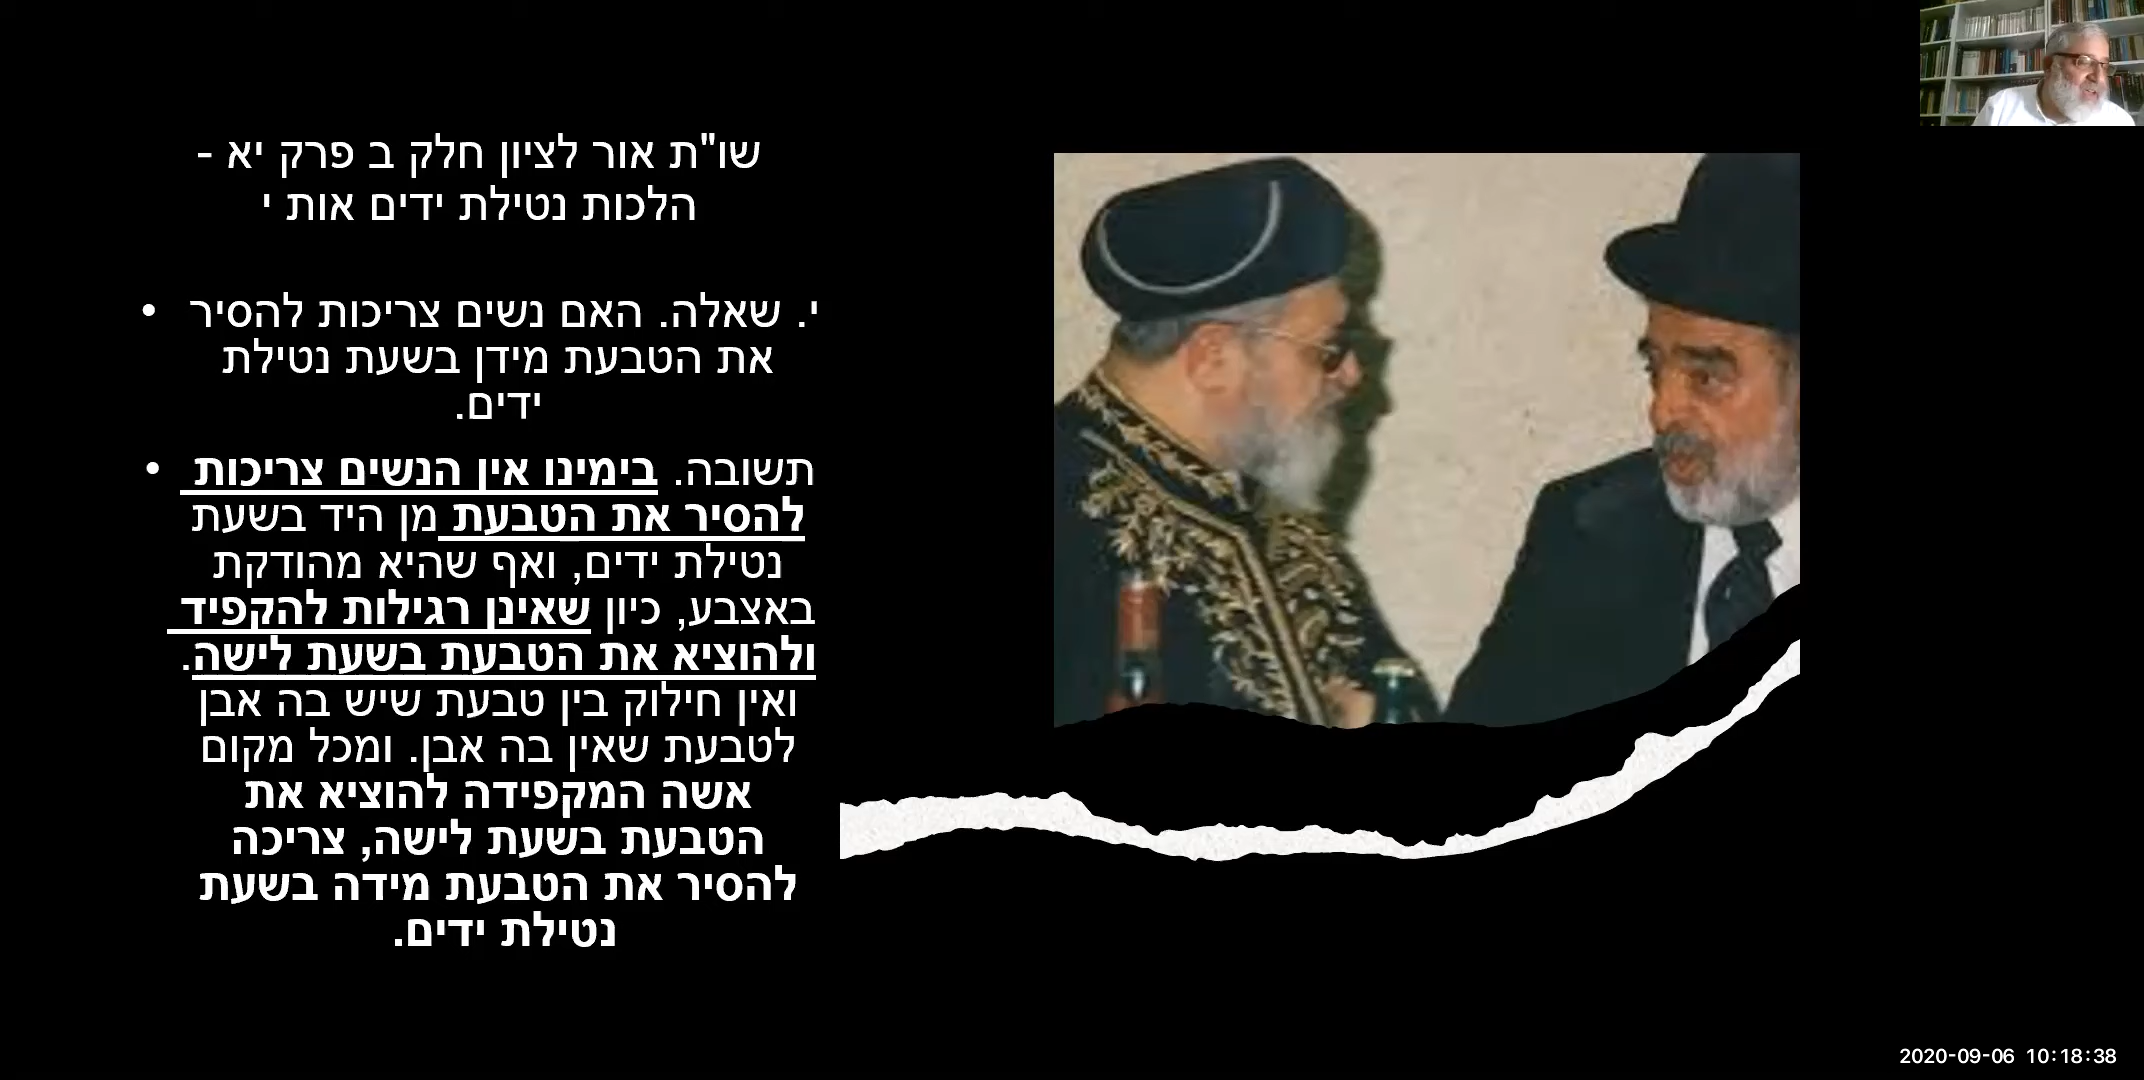 שו"ת אור לציון חלק ב פרק יא -
הלכות נטילת ידים אות י
• י. שאלה. האם נשים צריכות להסיר
את הטבעת מידן בשעת נטילת
ידים.
• תשובה. בימינו אין הנשים צריכות
להסיר את הטבעת מן היד בשעת
נטילת ידים, ואף שהיא מהודקת
באצבע, כיון שאינן רגילות להקפיד
ולהוציא את הטבעת בשעת לישה.
ואין חילוק בין טבעת שיש בה אבן
לטבעת שאין בה אבן. ומכל מקום
אשה המקפידה להוציא את
הטבעת בשעת לישה, צריכה
להסיר את הטבעת מידה בשעת
נטילת ידים.
2020-09-06 10:18:38